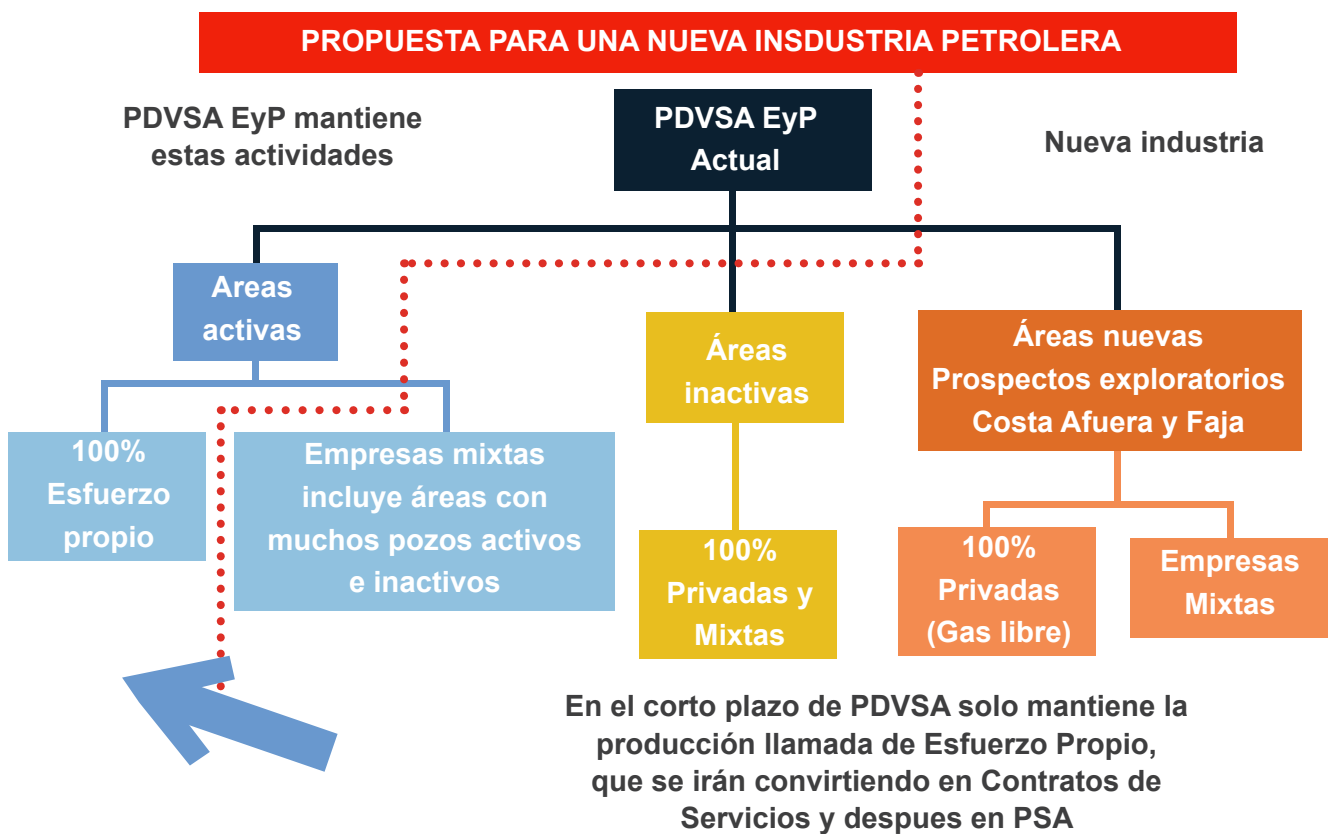 PROPUESTA PARA UNA NUEVA INSDUSTRIA PETROLERA
PDVSA EyP mantiene
estas actividades
PDVSA EyP
Actual
Nueva industria
Areas
activas
Áreas
inactivas
Áreas nuevas
Prospectos exploratorios
Costa Afuera y Faja
100%
Esfuerzo
propio
Empresas mixtas
incluye áreas con
muchos pozos activos
e inactivos
100%
Privadas y
Mixtas
100%
Privadas
(Gas libre)
Empresas
Mixtas
En el corto plazo de PDVSA solo mantiene la
producción llamada de Esfuerzo Propio,
que se irán convirtiendo en Contratos de
Servicios y despues en PSA